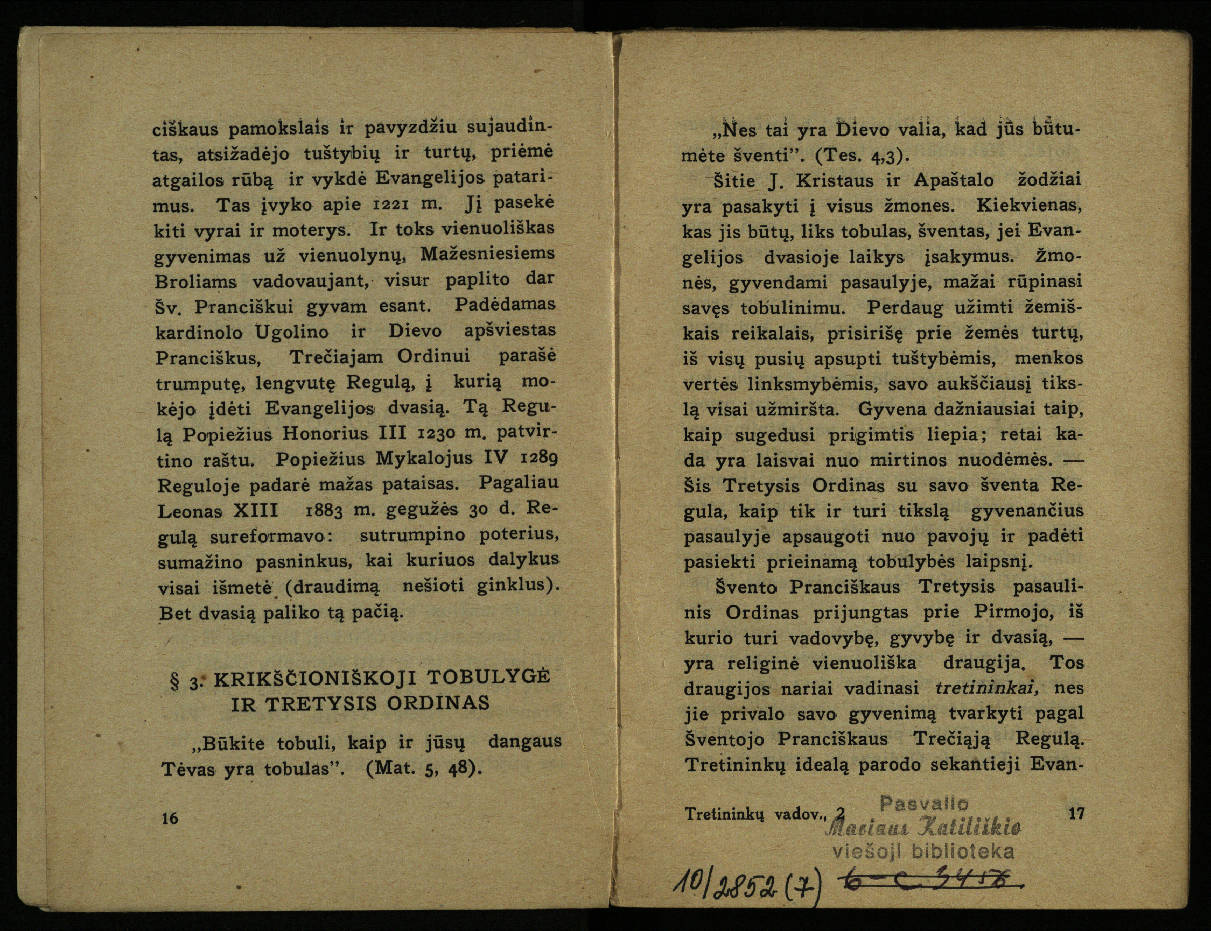 ciškaus pamokslais ir pavyzdžiu sujaudin-
tas, atsižadėjo tuštybių ir turtų, priėmė
atgailos rūbą ir vykdė Evangelijos patari-
mus. Tas įvyko apie 1221 m. Jį pasekė
kiti vyrai ir moterys. Ir toks vienuoliškas
gyvenimas už vienuolynų, Mažesniesiems
Broliams vadovaujant, visur paplito dar
Šv. Pranciškui gyvam esant. Padėdamas
kardinolo Ugolino ir Dievo apšviestas
Pranciškus, Trečiajam Ordinui parašė
trumputę, lengvutę Regulą, į kurią mo-
kėjo įdėti Evangelijos dvasią. Tą Regu-
lą Popiežius Honorius III 1230 m. patvir-
tino raštu. Popiežius Mykalojus IV 1289
Reguloje padarė mažas pataisas. Pagaliau
Leonas XIII 1883 m. gegužės 30 d. Re-
gulą sureformavo: sutrumpino poterius,
sumažino pasninkus, kai kuriuos dalykus
visai išmetė (draudimą nešioti ginklus).
Bet dvasią paliko tą pačią.
§ 3. KRIKŠČIONIŠKOJI TOBULYGĖ
IR TRETYSIS ORDINAS
„Būkite tobuli, kaip ir jūsų dangaus
Tėvas yra tobulas”. (Mat. 5, 48).
16
„Nes tai yra Dievo valia, kad jūs būtu-
mėte šventi”. (Tes. 4,3).
Šitie J. Kristaus ir Apaštalo žodžiai
yra pasakyti į visus žmones. Kiekvienas,
kas jis būtų, liks tobulas, šventas, jei Evan-
gelijos dvasioje laikys įsakymus. Žmo-
nės, gyvendami pasaulyje, mažai rūpinasi
savęs tobulinimu. Perdaug užimti žemiš-
kais reikalais, prisirišę prie žemės turtų,
iš visų pusių apsupti tuštybėmis, menkos
vertės linksmybėmis, savo aukščiausį tiks-
lą visai užmiršta. Gyvena dažniausiai taip,
kaip sugedusi prigimtis liepia; retai ka-
da yra laisvai nuo mirtinos nuodėmės. —
Šis Tretysis Ordinas su savo šventa Re-
gula, kaip tik ir turi tikslą gyvenančius
pasaulyje apsaugoti nuo pavojų ir padėti
pasiekti prieinamą tobulybės laipsnį.
Švento Pranciškaus Tretysis pasauli-
nis Ordinas prijungtas prie Pirmojo, iš
kurio turi vadovybę, gyvybę ir dvasią, —
yra religinė vienuoliška draugija. Tos
draugijos nariai vadinasi tretininkai, nes
jie privalo savo gyvenimą tvarkyti pagal
Šventojo Pranciškaus Trečiąją Regulą.
Tretininkų idealą parodo sekantieji Evan-
Tretininkų vadov., 2
17
Pasvalio
Mariaus Katiliškio
viešoji biblioteka
10/2852 (7)
6-C 3456